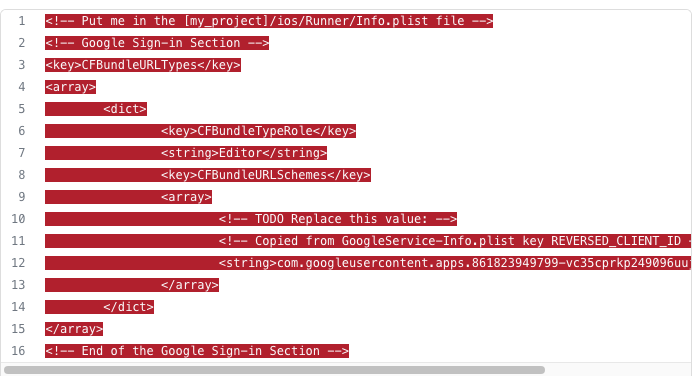 1 <!-- Put me in the [my_project]/ios/Runner/Info.plist file -->
2 <!-- Google Sign-in Section -->
3 <key>CFBundleURLTypes</key>
4 <array>
5 <dict>
6 <key>CFBundleTypeRole</key>
7 <string>Editor</string>
8 <key>CFBundleURLSchemes</key>
9 <array>
10 <!-- TODO Replace this value: -->
11 <!-- Copied from GoogleService-Info.plist key REVERSED_CLIENT_ID
12 <string>com.googleusercontent.apps.861823949799-vc35cprkp249096uu
13 </array>
14 </dict>
15 </array>
16 <!-- End of the Google Sign-in Section -->